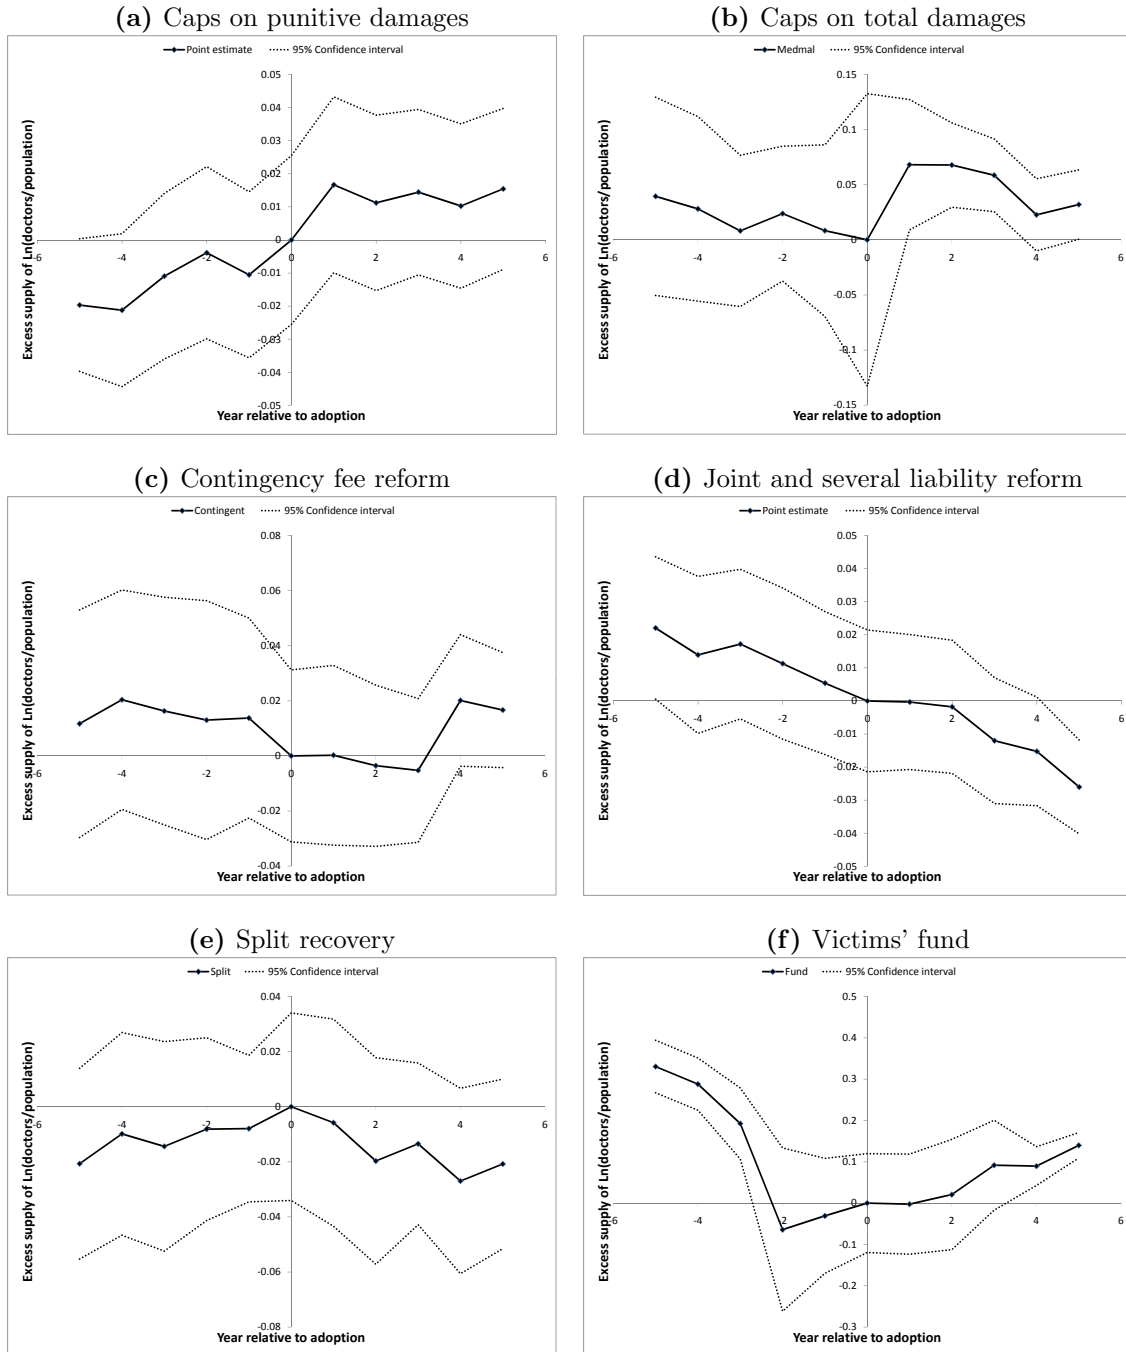 (a) Caps on punitive damages
Point estimate 95% Confidence interval
0.05
0.04
0.03
0.02
0.01
0
-0.01
-0.02
-0.03
-0.04
-0.05
-6 -4 -2 0 2 4 6
Excess supply of Ln(doctors/population)
Year relative to adoption
(b) Caps on total damages
Medmal 95% Confidence interval
0.15
0.1
0.05
0
-0.05
-0.1
-0.15
-6 -4 -2 0 2 4 6
Excess supply of Ln(doctors/population)
Year relative to adoption
(c) Contingency fee reform
Contingent 95% Confidence interval
0.08
0.06
0.04
0.02
0
-0.02
-0.04
-6 -4 -2 0 2 4 6
Excess supply of Ln(doctors/population)
Year relative to adoption
(d) Joint and several liability reform
Point estimate 95% Confidence interval
0.05
0.04
0.03
0.02
0.01
0
-0.01
-0.02
-0.03
-0.04
-0.05
-6 -4 -2 0 2 4 6
Excess supply of Ln(doctors/population)
Year relative to adoption
(e) Split recovery
Split 95% Confidence interval
0.04
0.02
0
-0.02
-0.04
-0.06
-0.08
-6 -4 -2 0 2 4 6
Excess supply of Ln(doctors/population)
Year relative to adoption
(f) Victims' fund
Fund 95% Confidence interval
0.5
0.4
0.3
0.2
0.1
0
-0.1
-0.2
-0.3
-6 -4 -2 0 2 4 6
Excess supply of Ln(doctors/population)
Year relative to adoption